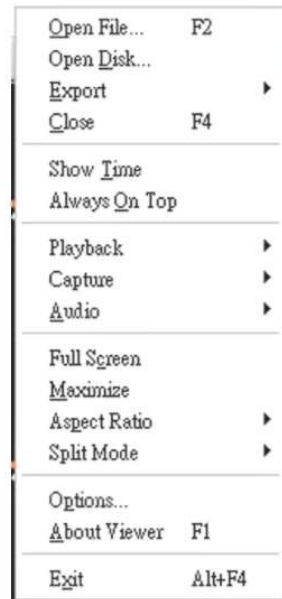 Open File... F2
Open Disk...
Export
Close F4
Show Time
Always On Top
Playback
Capture
Audio
Full Screen
Maximize
Aspect Ratio
Split Mode
Options...
About Viewer F1
Exit Alt+F4